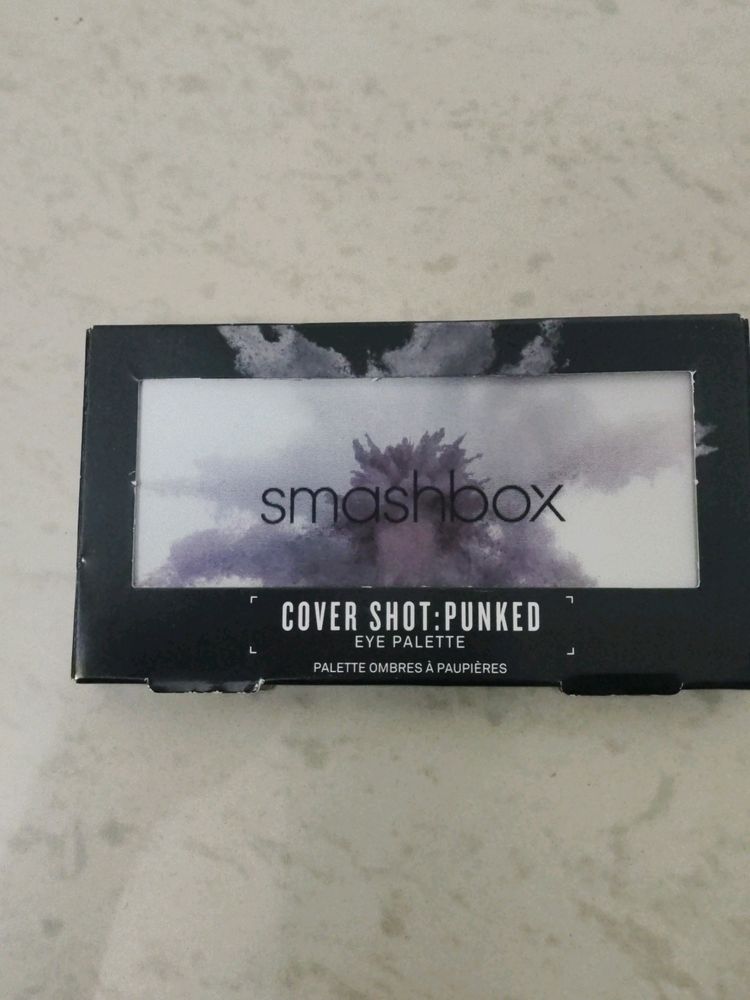 smashbox
COVER SHOT:PUNKED
EYE PALETTE
PALETTE OMBRES À PAUPIÈRES